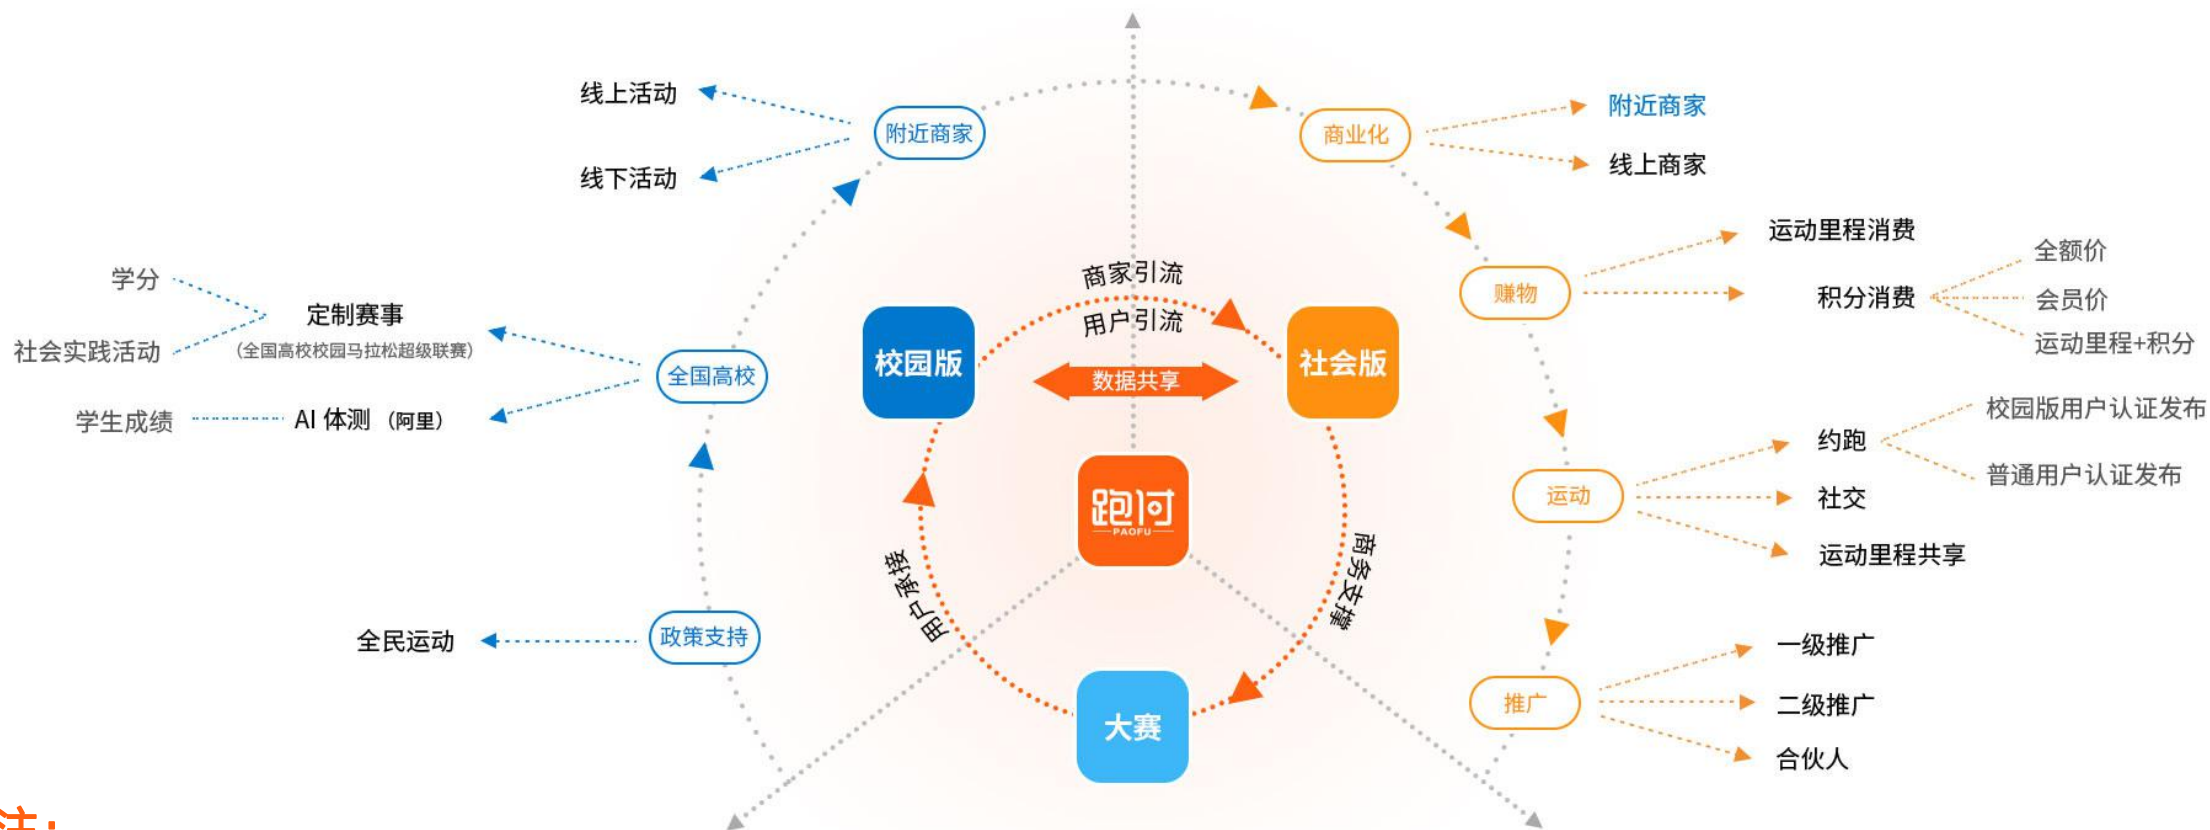 线上活动
线下活动
附近商家
商业化
附近商家
线上商家
学分
社会实践活动
定制赛事
（全国高校校园马拉松超级联赛）
全国高校
学生成绩
AI 体测 （阿里）
全民运动
政策支持
商家引流
用户引流
校园版
数据共享
社会版
跑付
PAOFU
用户承接
商务支撑
大赛
赚物
运动里程消费
积分消费
全额价
会员价
运动里程+积分
运动
约跑
校园版用户认证发布
普通用户认证发布
社交
运动里程共享
推广
一级推广
二级推广
合伙人
注：